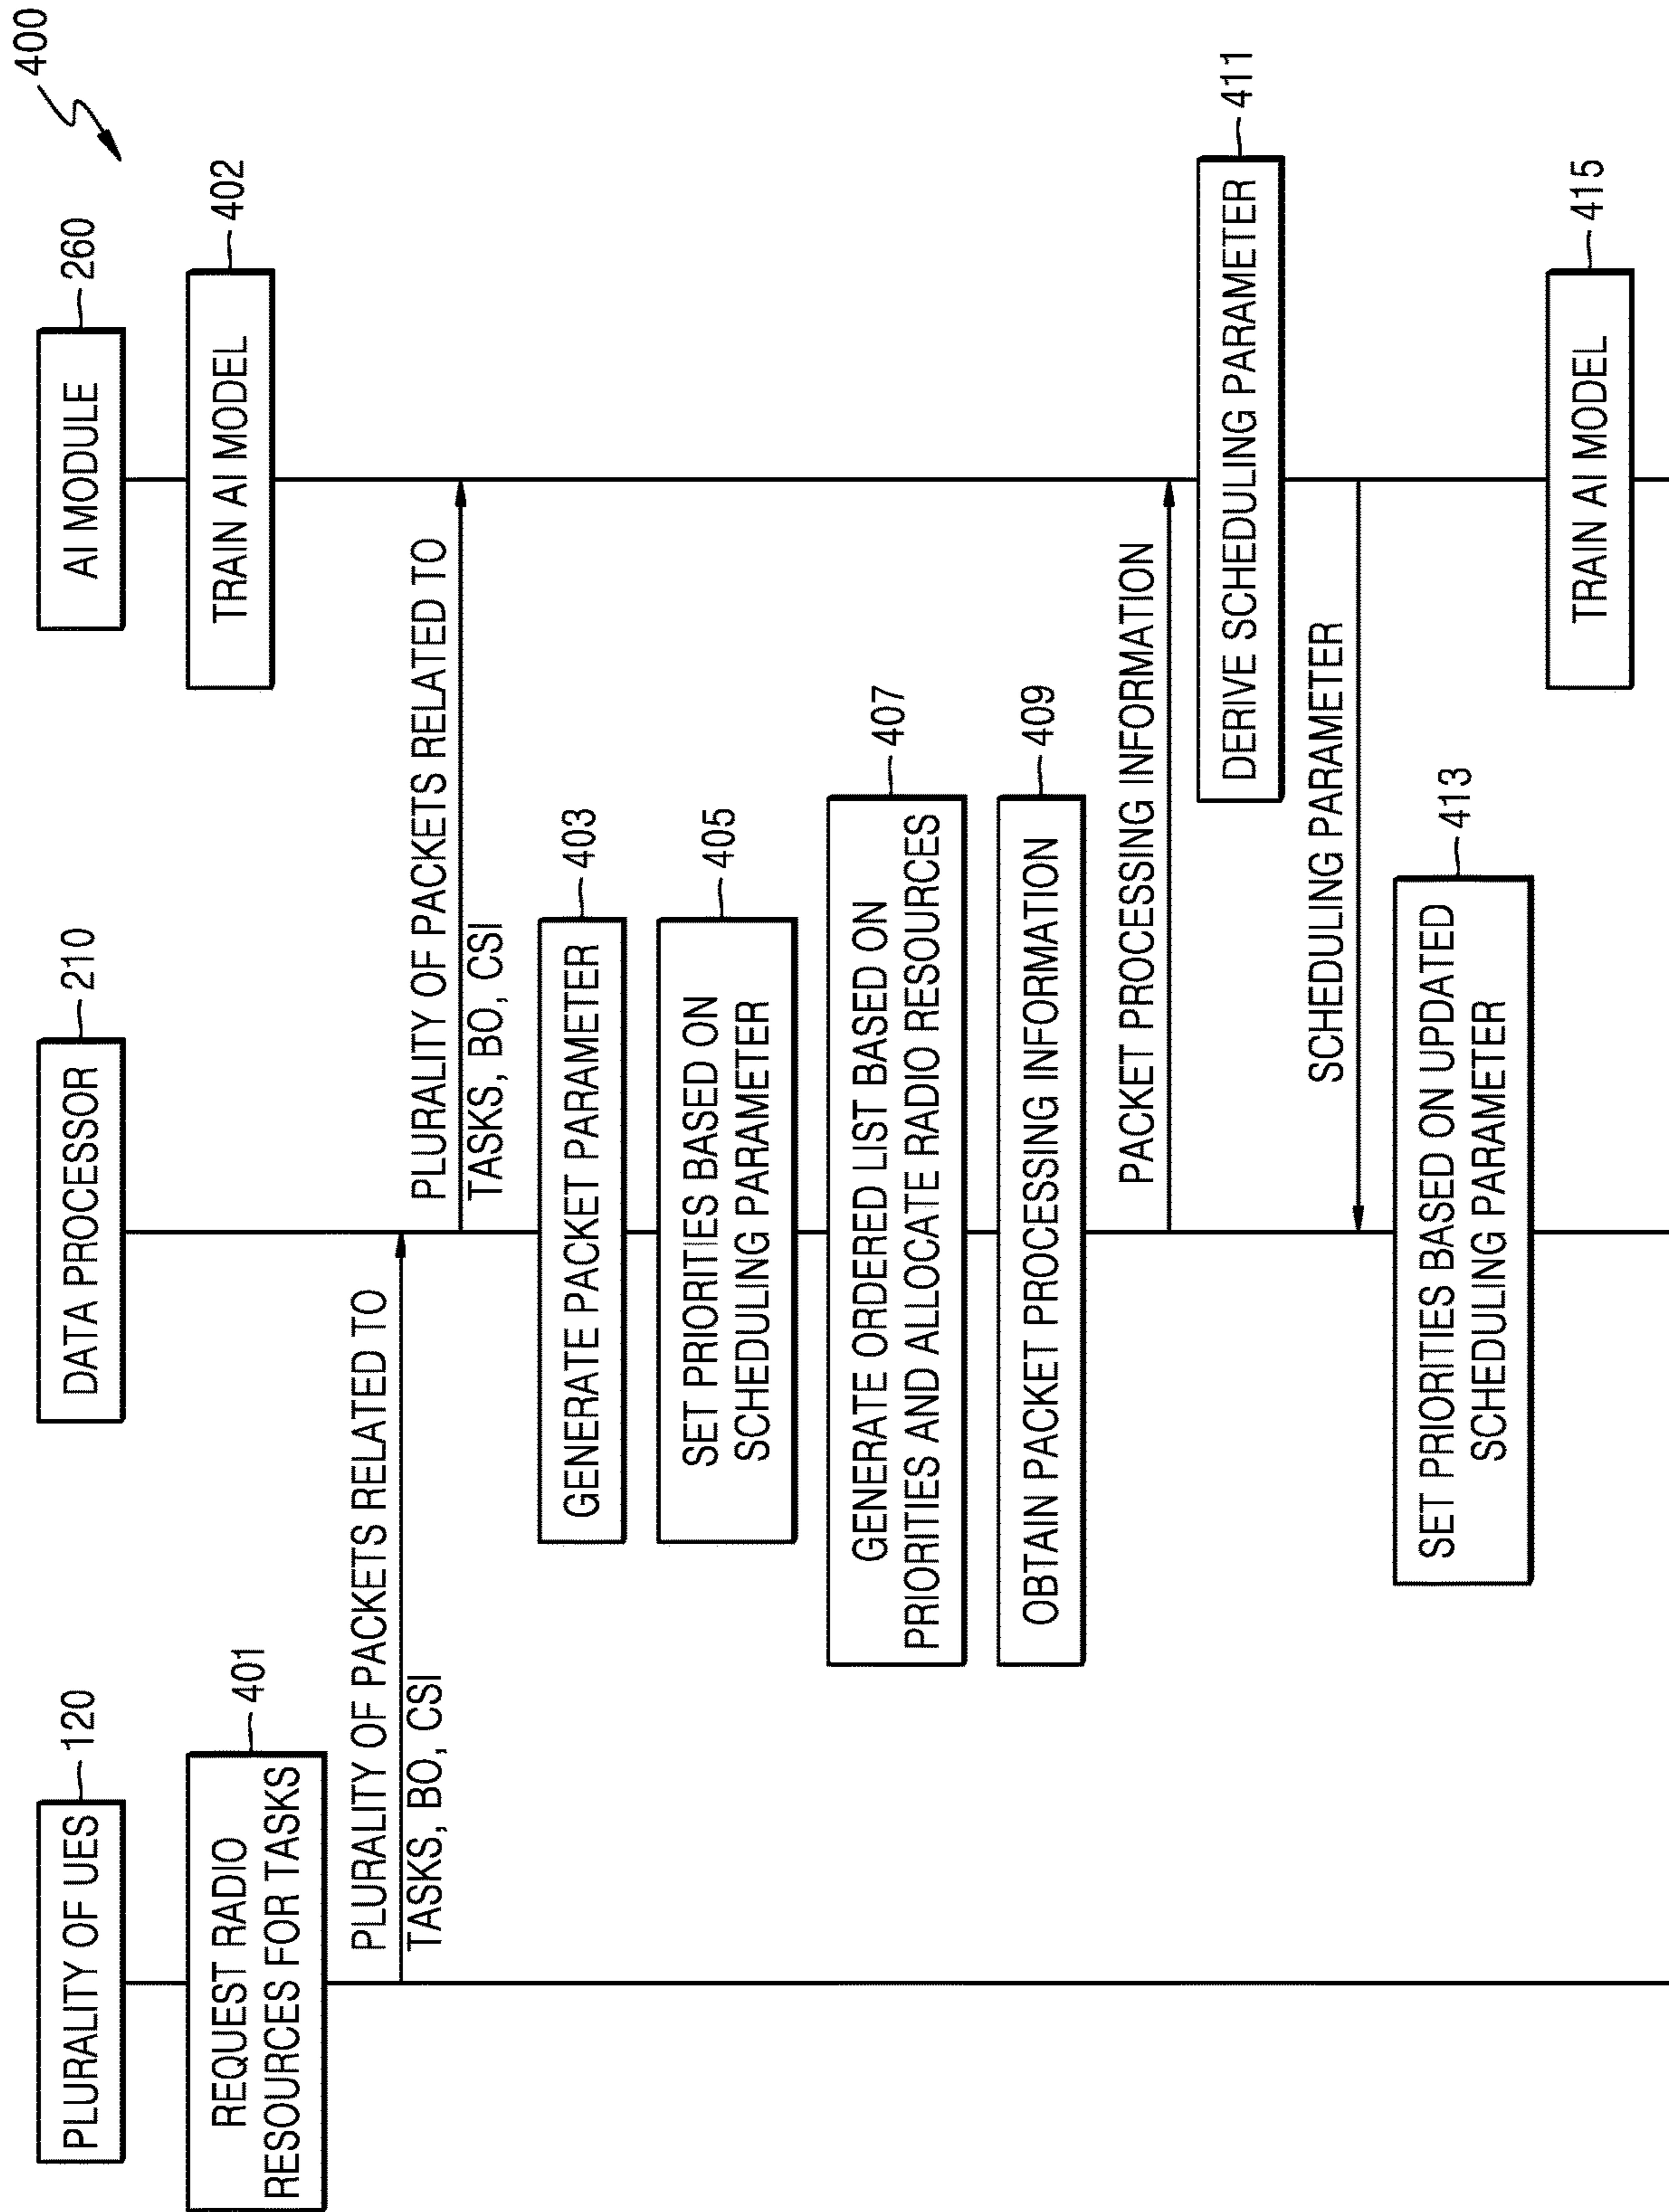 400
PLURALITY OF UES
120
DATA PROCESSOR
210
AI MODULE
260
REQUEST RADIO
RESOURCES FOR TASKS
401
TRAIN AI MODEL
402
PLURALITY OF PACKETS RELATED TO
TASKS, BO, CSI
PLURALITY OF PACKETS RELATED TO
TASKS, BO, CSI
GENERATE PACKET PARAMETER
403
SET PRIORITIES BASED ON
SCHEDULING PARAMETER
405
GENERATE ORDERED LIST BASED ON
PRIORITIES AND ALLOCATE RADIO RESOURCES
407
OBTAIN PACKET PROCESSING INFORMATION
409
PACKET PROCESSING INFORMATION
DERIVE SCHEDULING PARAMETER
411
SCHEDULING PARAMETER
SET PRIORITIES BASED ON UPDATED
SCHEDULING PARAMETER
413
TRAIN AI MODEL
415